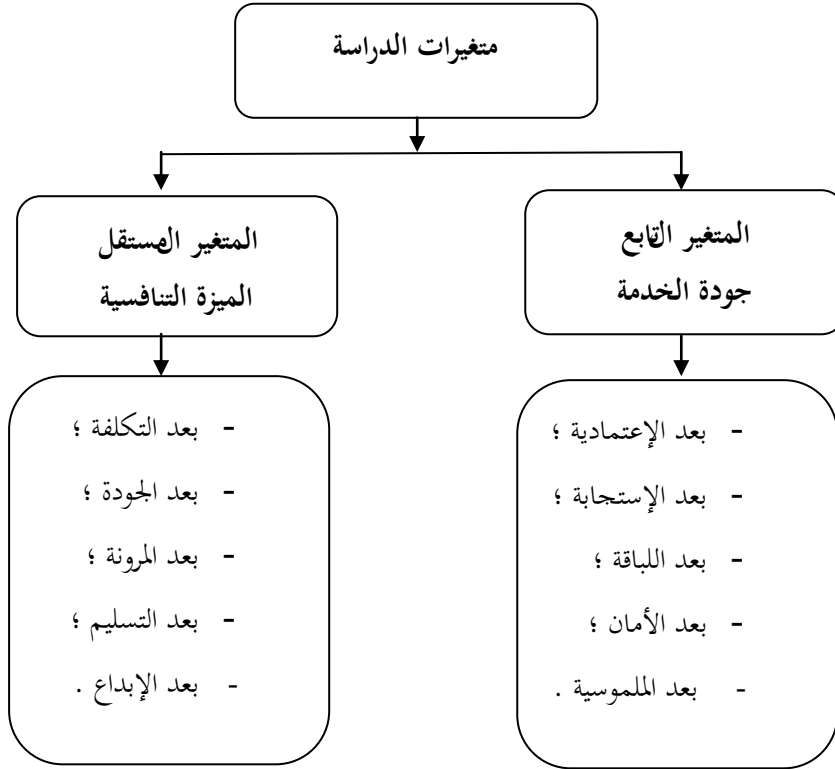 متغيرات الدراسة
المتغير التابع
جودة الخدمة
المتغير المستقل
الميزة التنافسية
- بعد الإعتمادية ؛
- بعد الإستجابة ؛
- بعد اللباقة ؛
- بعد الأمان ؛
- بعد الملموسية .
- بعد التكلفة ؛
- بعد الجودة ؛
- بعد المرونة ؛
- بعد التسليم ؛
- بعد الإبداع .